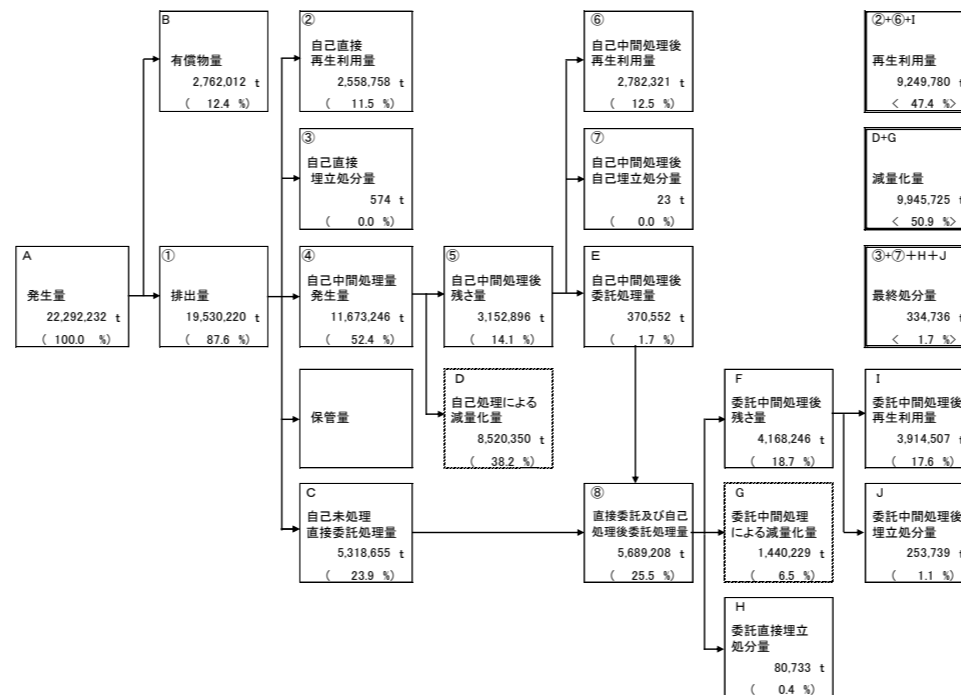 B
有償物量
2,762,012 t
( 12.4 %)
②
自己直接
再生利用量
2,558,758 t
( 11.5 %)
⑥
自己中間処理後
再生利用量
2,782,321 t
( 12.5 %)
②+⑥+I
再生利用量
9,249,780 t
< 47.4 %>
③
自己直接
埋立処分量
574 t
( 0.0 %)
⑦
自己中間処理後
自己埋立処分量
23 t
( 0.0 %)
D+G
減量化量
9,945,725 t
< 50.9 %>
A
発生量
22,292,232 t
( 100.0 %)
①
排出量
19,530,220 t
( 87.6 %)
④
自己中間処理量
発生量
11,673,246 t
( 52.4 %)
⑤
自己中間処理後
残さ量
3,152,896 t
( 14.1 %)
E
自己中間処理後
委託処理量
370,552 t
( 1.7 %)
③+⑦+H+J
最終処分量
334,736 t
< 1.7 %>
保管量
D
自己処理による
減量化量
8,520,350 t
( 38.2 %)
F
委託中間処理後
残さ量
4,168,246 t
( 18.7 %)
I
委託中間処理後
再生利用量
3,914,507 t
( 17.6 %)
C
自己未処理
直接委託処理量
5,318,655 t
( 23.9 %)
⑧
直接委託及び自己
処理後委託処理量
5,689,208 t
( 25.5 %)
G
委託中間処理
による減量化量
1,440,229 t
( 6.5 %)
J
委託中間処理後
埋立処分量
253,739 t
( 1.1 %)
H
委託直接埋立
処分量
80,733 t
( 0.4 %)